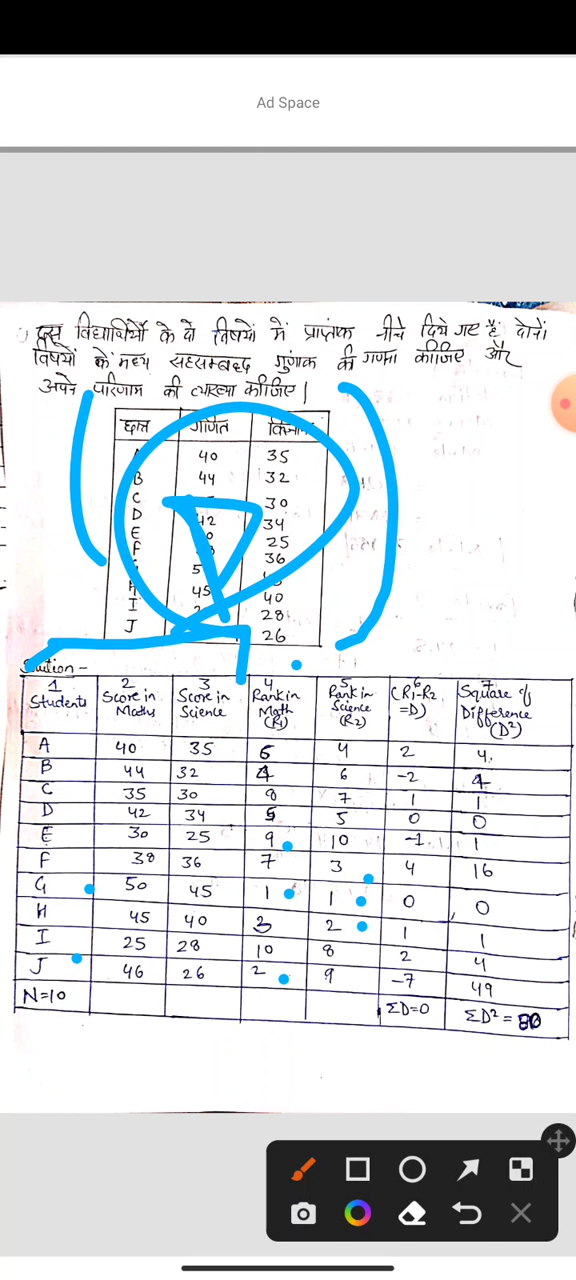 Ad Space
दस विद्यार्थियों के दो विषयों में प्राप्तांक नीचे दिये गए हैं दोनों
विषयों के मध्य सहसम्बद्ध गुणांक की गणना कीजिए और
अपने परिणाम की व्याख्या कीजिए।
छात्र गणित
40 35
B 44 32
C 30
D 42 34
E 25
F 36
5
H 45 40
I 28
J 26
1 Students 2 Score in Maths 3 Score in Science 4 Rank in Math (R1) 5 Rank in Science (R2) 6 (R1-R2 =D) 7 Square of Difference (D²)
A 40 35 6 4 2 4
B 44 32 4 6 -2 4
C 35 30 8 7 1 1
D 42 34 5 5 0 0
E 30 25 9 10 -1 1
F 38 36 7 3 4 16
G 50 45 1 1 0 0
H 45 40 3 2 1 1
I 25 28 10 8 2 4
J 46 26 2 9 -7 49
N=10 ΣD=0 ΣD² = 80